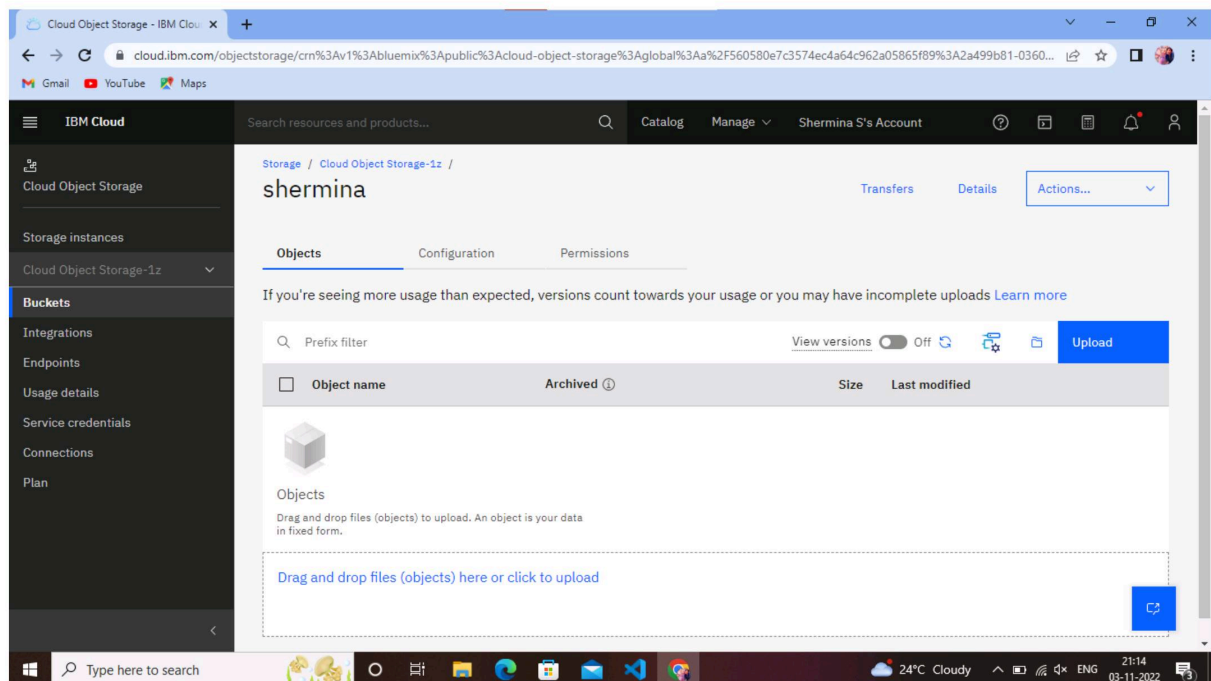 Cloud Object Storage - IBM Clou
cloud.ibm.com/objectstorage/crn%3Av1%3Abluemix%3Apublic%3Acloud-object-storage%3Aglobal%3Aa%2F560580e7c3574ec4a64c962a05865f89%3A2a499b81-0360...
Gmail YouTube Maps
IBM Cloud Search resources and products... Catalog Manage Shermina S's Account
Cloud Object Storage
Storage instances
Cloud Object Storage-1z
Buckets
Integrations
Endpoints
Usage details
Service credentials
Connections
Plan
Storage / Cloud Object Storage-1z /
shermina Transfers Details Actions...
Objects Configuration Permissions
If you're seeing more usage than expected, versions count towards your usage or you may have incomplete uploads Learn more
Prefix filter View versions Off Upload
Object name Archived Size Last modified
Objects
Drag and drop files (objects) to upload. An object is your data
in fixed form.
Drag and drop files (objects) here or click to upload
Type here to search 24°C Cloudy ENG 21:14
03-11-2022 3